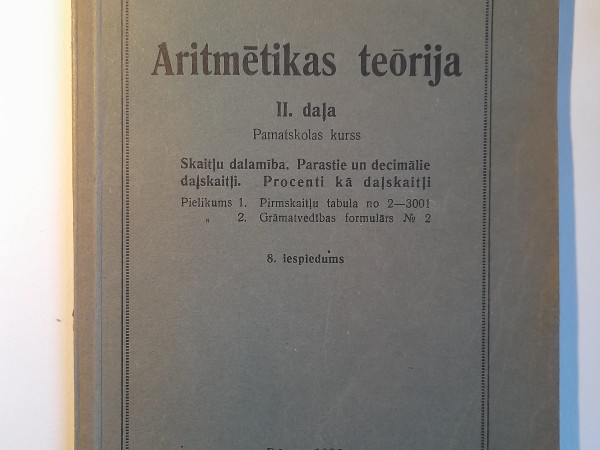 Aritmētikas teōrija
II. daļa
Pamatskolas kurss
Skaitļu dalamība. Parastie un decimālie
daļskaitļi. Procenti kā daļskaitļi
Pielikums 1. Pirmskaitļu tabula no 2—3001
„ 2. Grāmatvedības formulārs № 2
8. iespiedums